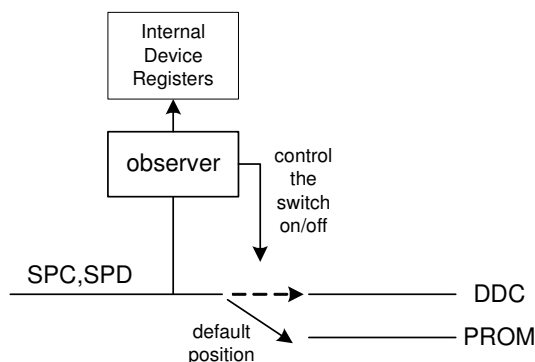 Internal
Device
Registers
observer
control
the
switch
on/off
SPC,SPD
DDC
default
position
PROM